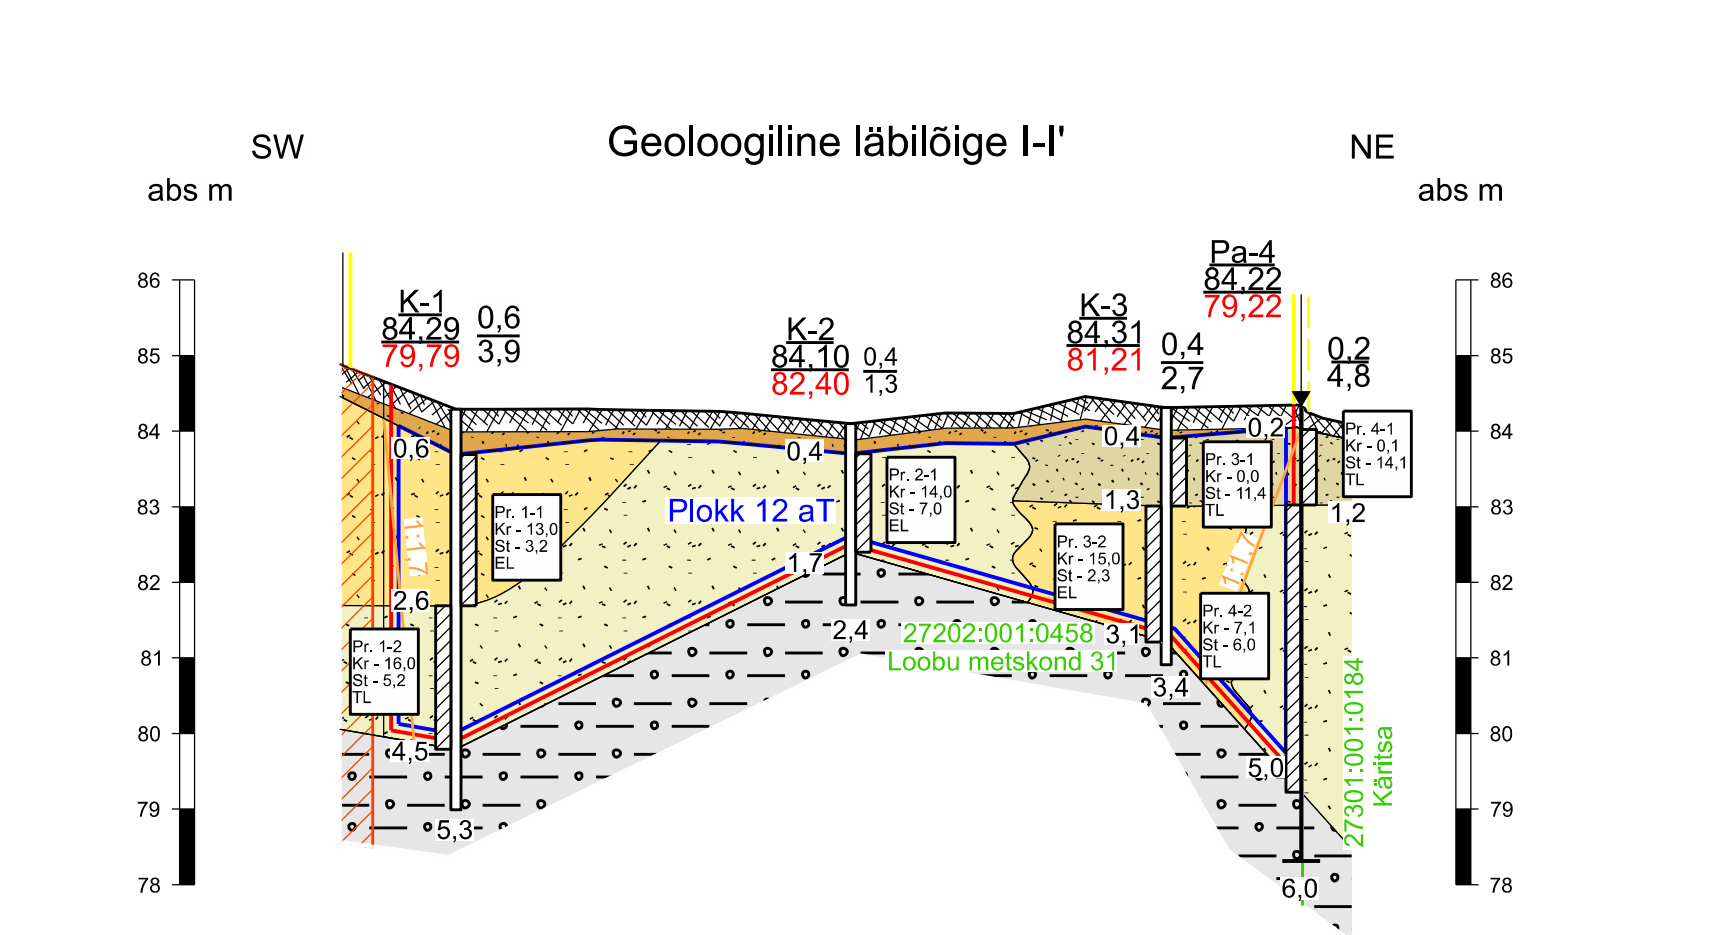 Geoloogiline läbilõige I-I'
SW
NE
abs m
abs m
86
85
84
83
82
81
80
79
78
86
85
84
83
82
81
80
79
78
K-1
84,29
79,79
0,6
3,9
K-2
84,10
82,40
0,4
1,3
K-3
84,31
81,21
0,4
2,7
Pa-4
84,22
79,22
0,2
4,8
0,6
2,6
4,5
5,3
0,4
1,7
2,4
0,4
1,3
3,1
3,4
0,2
1,2
5,0
6,0
1:1,7
1:1,7
Pr. 1-1
Kr - 13,0
St - 3,2
EL
Pr. 1-2
Kr - 16,0
St - 5,2
TL
Plokk 12 aT
Pr. 2-1
Kr - 14,0
St - 7,0
EL
Pr. 3-1
Kr - 0,0
St - 11,4
TL
Pr. 3-2
Kr - 15,0
St - 2,3
EL
Pr. 4-1
Kr - 0,1
St - 14,1
TL
Pr. 4-2
Kr - 7,1
St - 6,0
TL
27202:001:0458
Loobu metskond 31
27301:001:0184
Käritsa